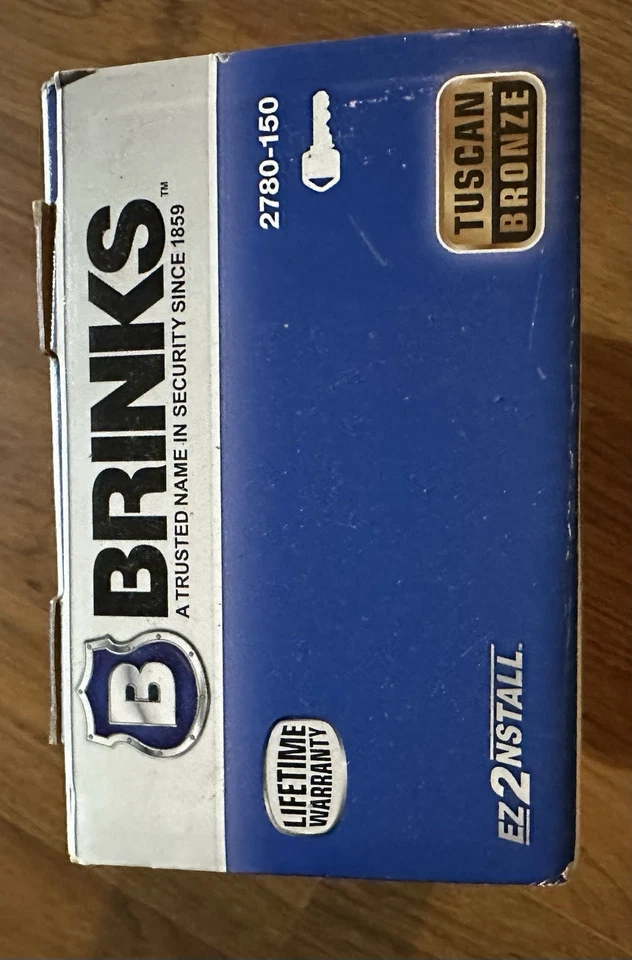 B
BRINKS™
A TRUSTED NAME IN SECURITY SINCE 1859
LIFETIME
WARRANTY
2780-150
EZ2NSTALL.
TUSCAN
BRONZE